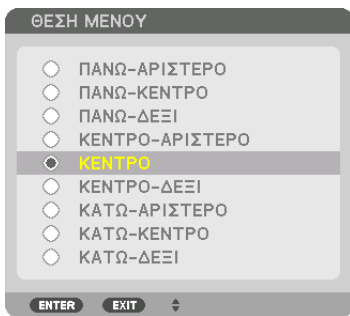 ΘΕΣΗ ΜΕΝΟΥ
ΠΑΝΩ-ΑΡΙΣΤΕΡΟ
ΠΑΝΩ-ΚΕΝΤΡΟ
ΠΑΝΩ-ΔΕΞΙ
ΚΕΝΤΡΟ-ΑΡΙΣΤΕΡΟ
ΚΕΝΤΡΟ
ΚΕΝΤΡΟ-ΔΕΞΙ
ΚΑΤΩ-ΑΡΙΣΤΕΡΟ
ΚΑΤΩ-ΚΕΝΤΡΟ
ΚΑΤΩ-ΔΕΞΙ
ENTER EXIT